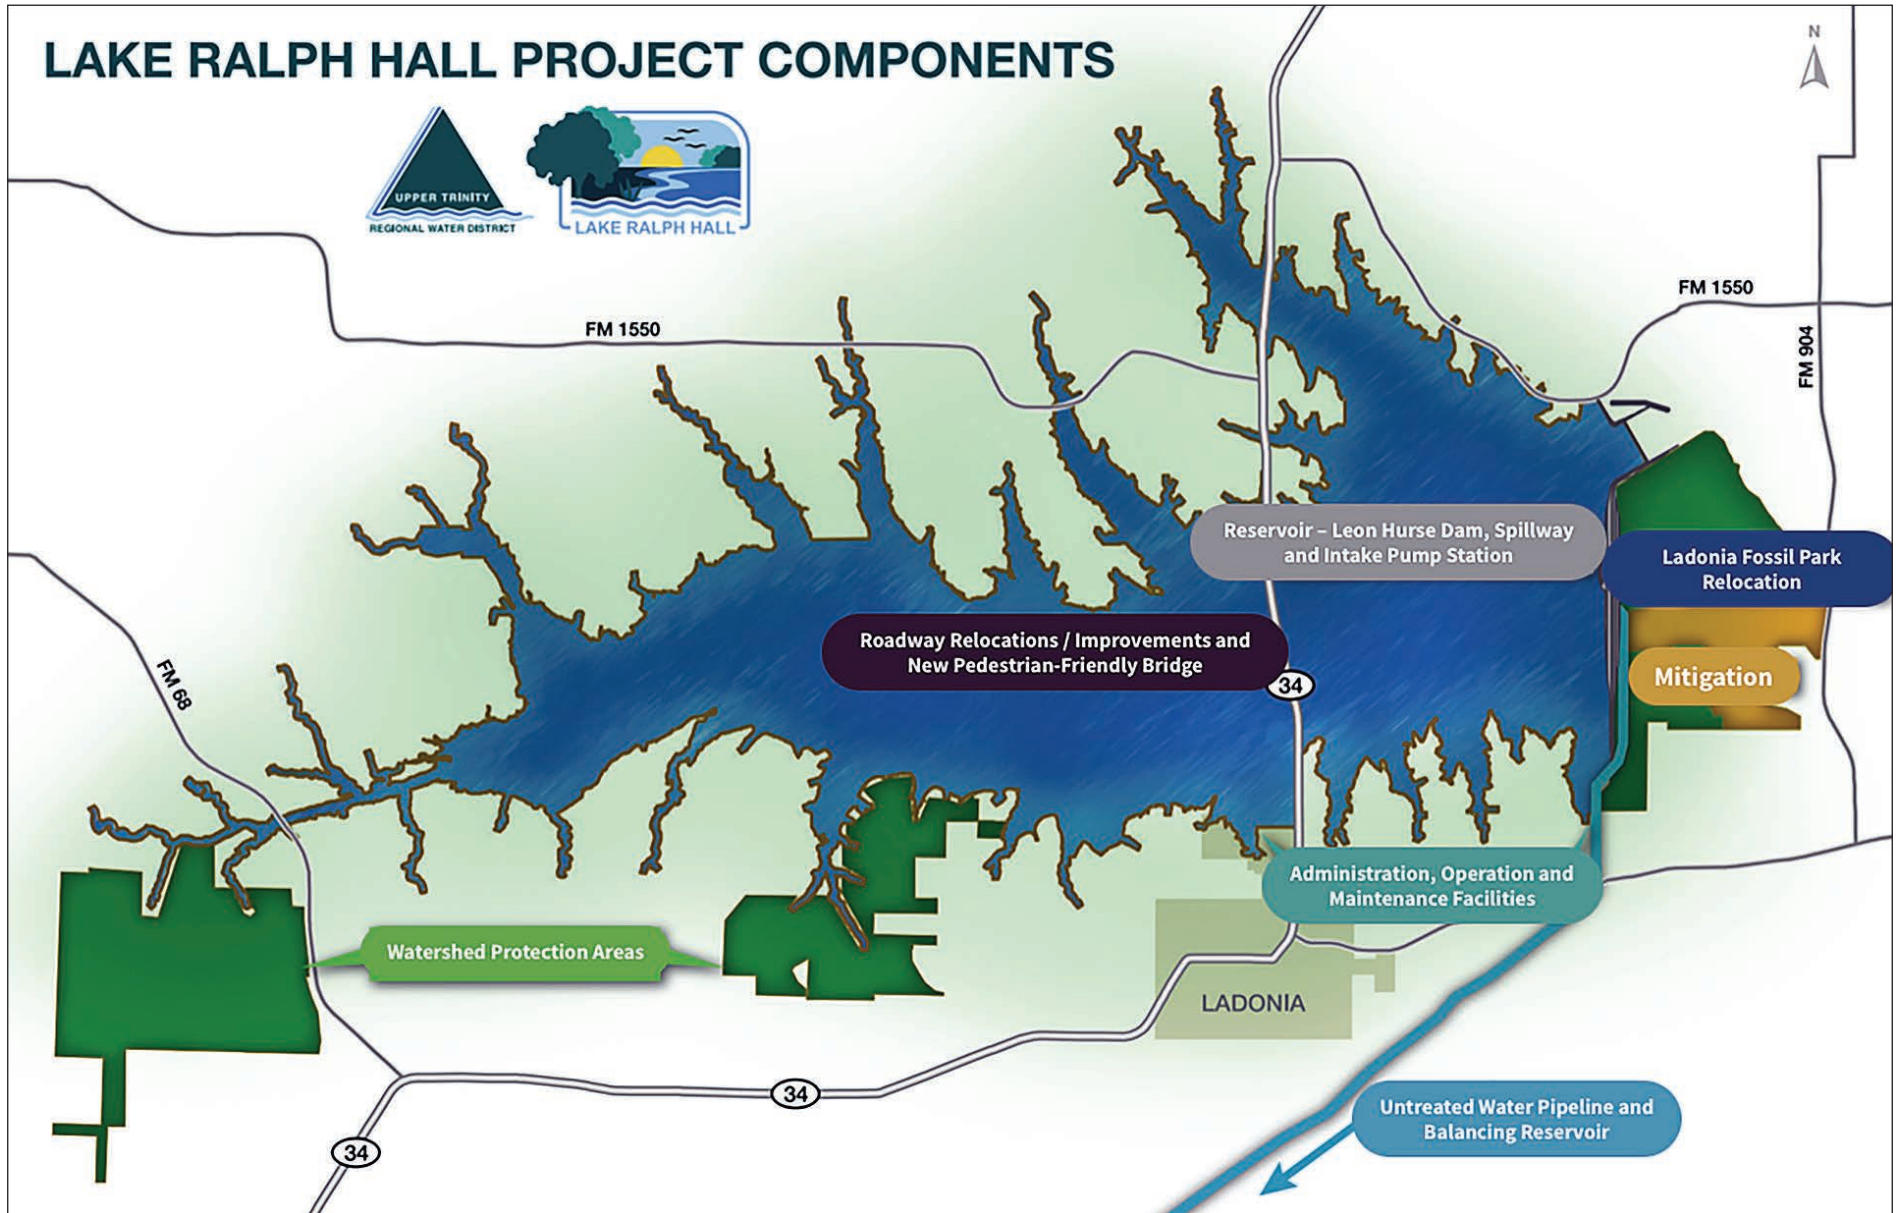 LAKE RALPH HALL PROJECT COMPONENTS
N
UPPER TRINITY
REGIONAL WATER DISTRICT
LAKE RALPH HALL
FM 1550
FM 1550
FM 904
Reservoir – Leon Hurse Dam, Spillway
and Intake Pump Station
Ladonia Fossil Park
Relocation
Roadway Relocations / Improvements and
New Pedestrian-Friendly Bridge
34
Mitigation
FM 68
Administration, Operation and
Maintenance Facilities
Watershed Protection Areas
LADONIA
34
34
Untreated Water Pipeline and
Balancing Reservoir